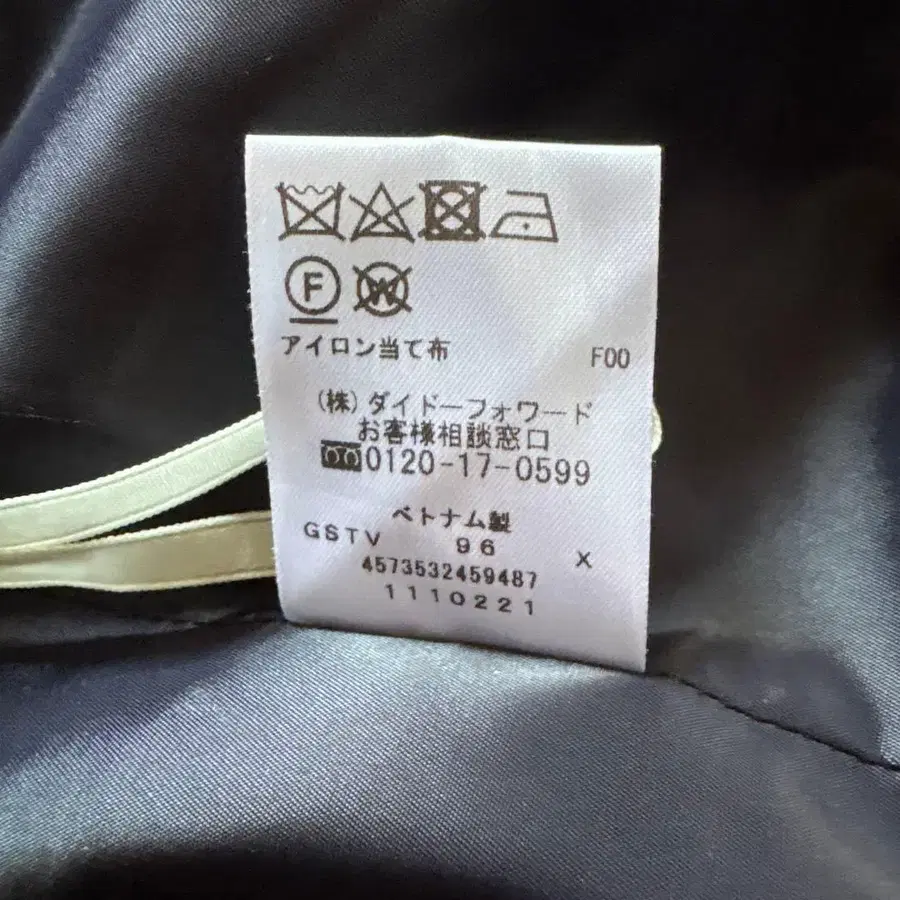 F W
アイロン当て布 F00
(株)ダイドーフォワード
お客様相談窓口
0120-17-0599
ベトナム製
GSTV 96 X
4573532459487
1110221